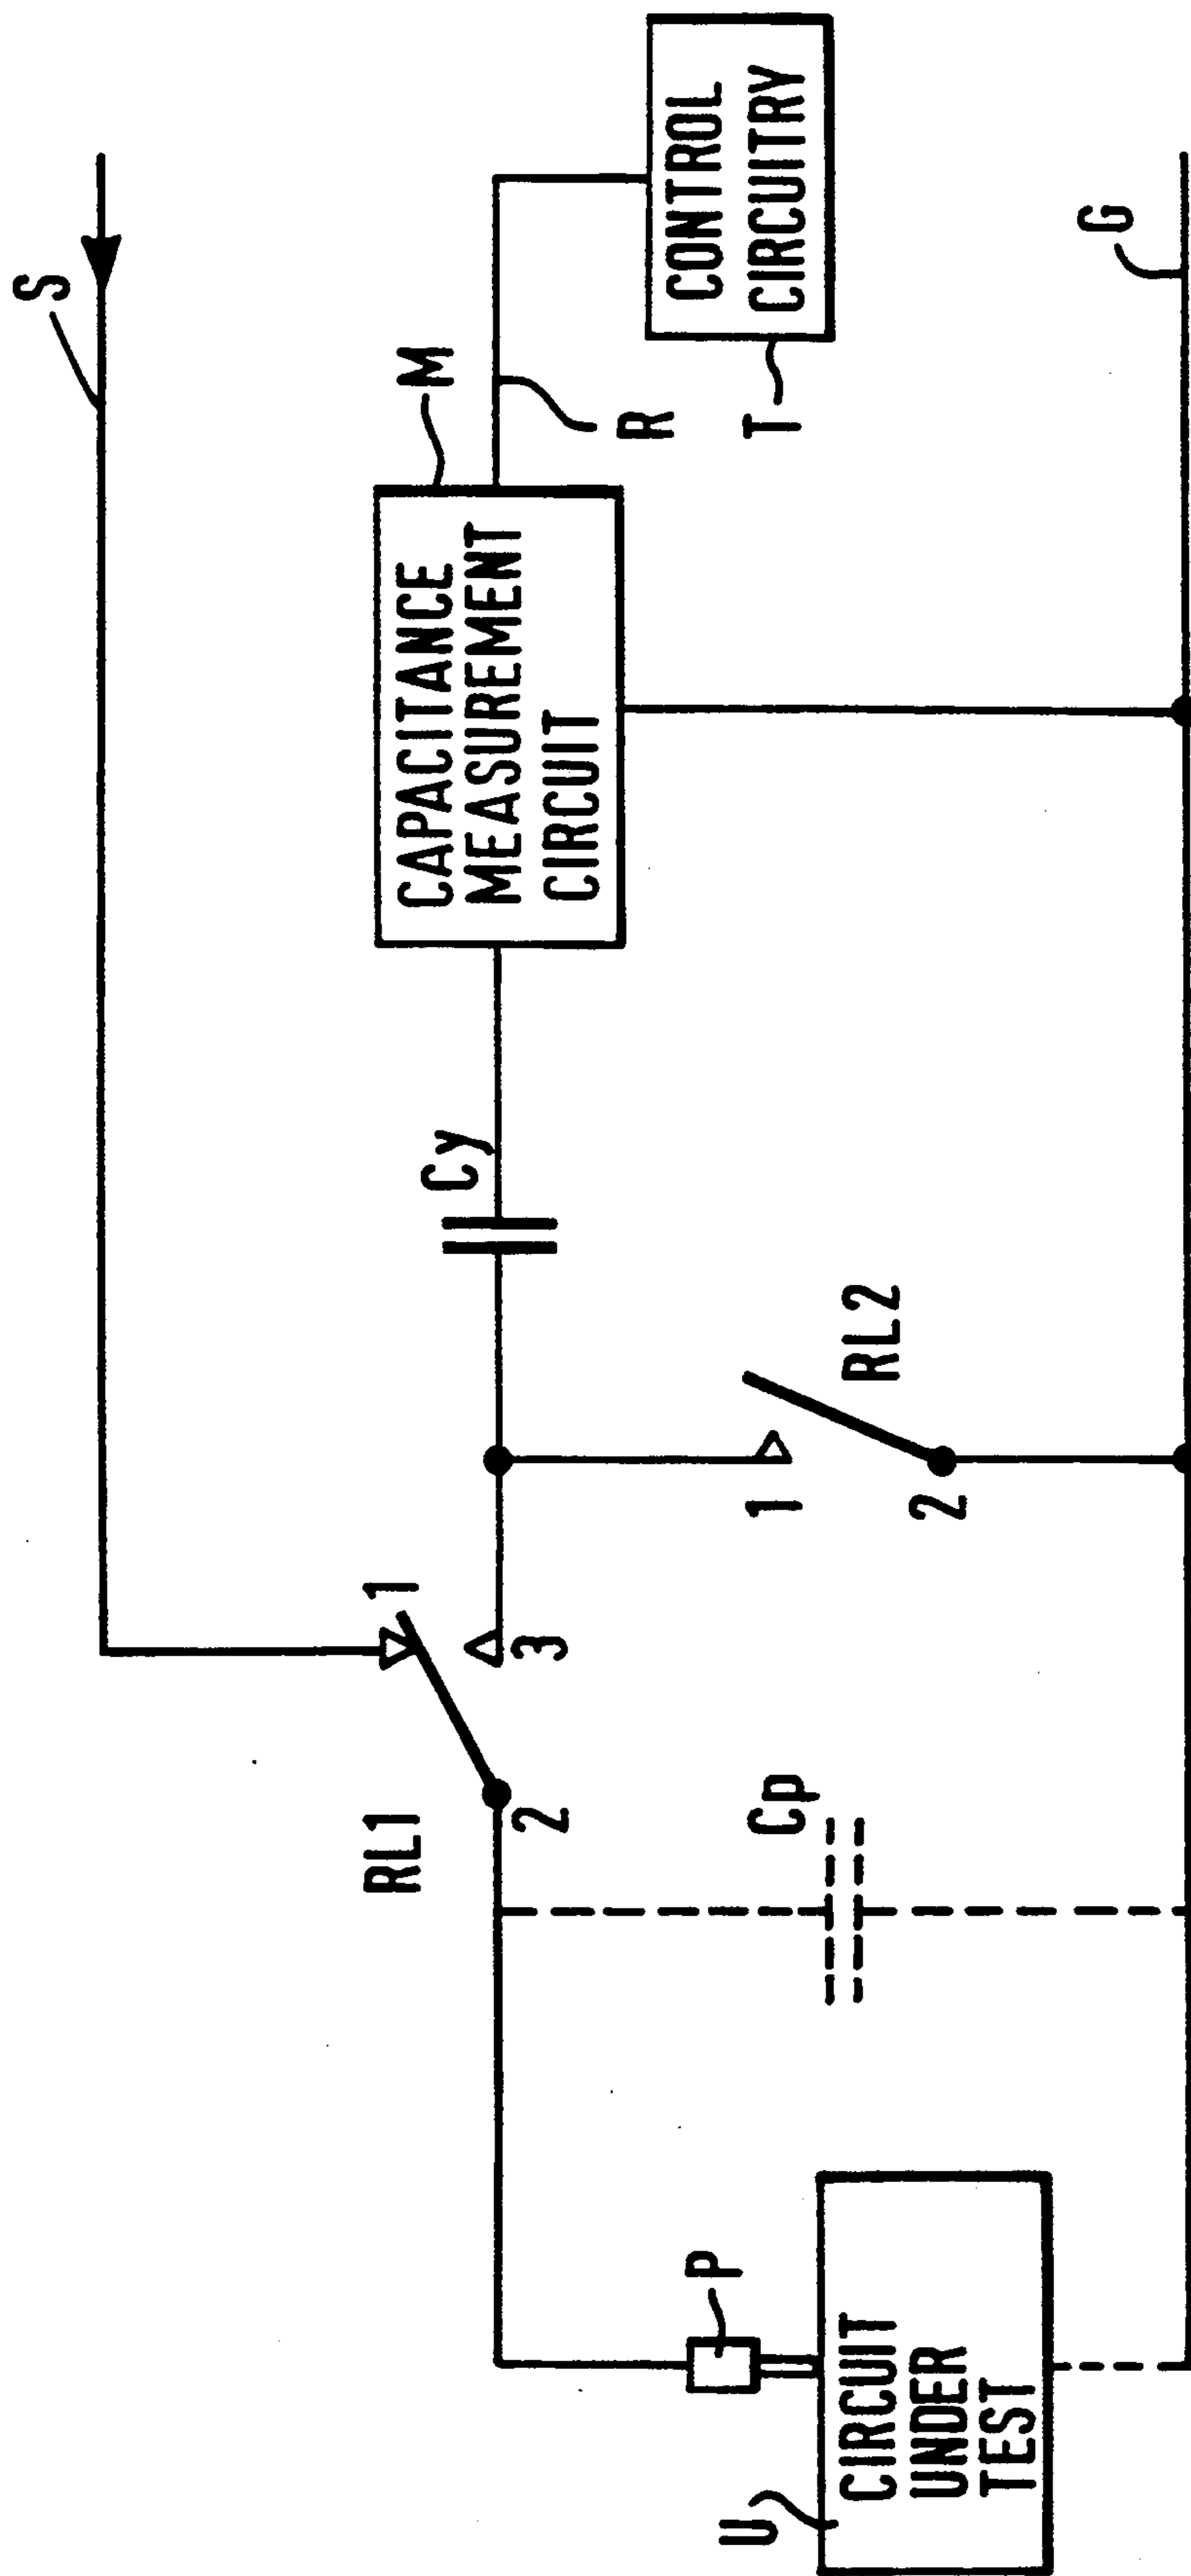 S
M
CAPACITANCE
MEASUREMENT
CIRCUIT
R
CONTROL
CIRCUITRY
T
G
Cy
RL1
1
2
3
RL2
1
2
Cp
P
U
CIRCUIT
UNDER
TEST